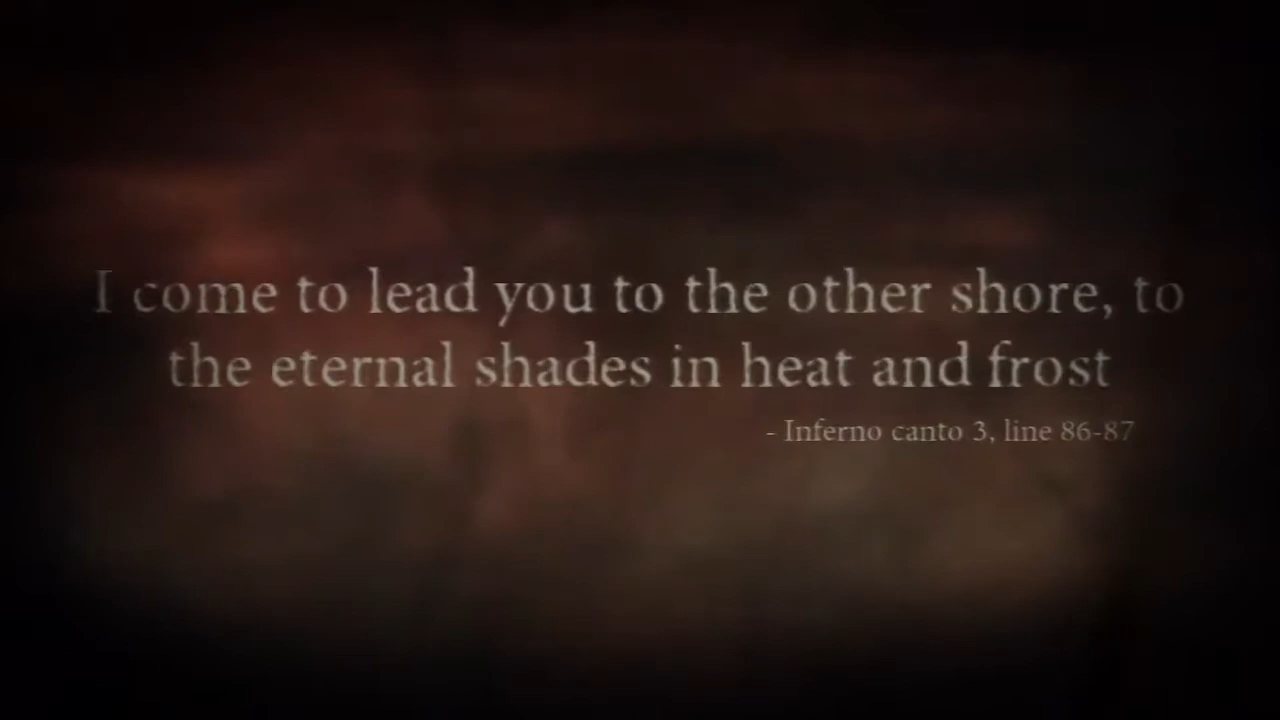 I come to lead you to the other shore, to
the eternal shades in heat and frost
- Inferno canto 3, line 86-87